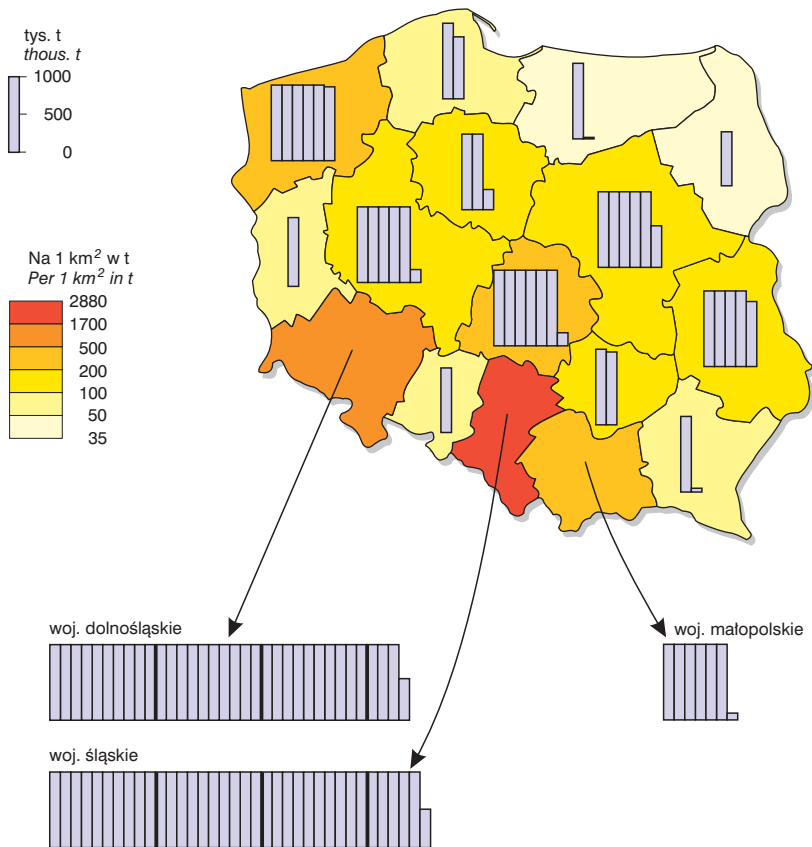 tys. t
thous. t
1000
500
0
Na 1 km² w t
Per 1 km² in t
2880
1700
500
200
100
50
35
woj. dolnośląskie
woj. małopolskie
woj. śląskie